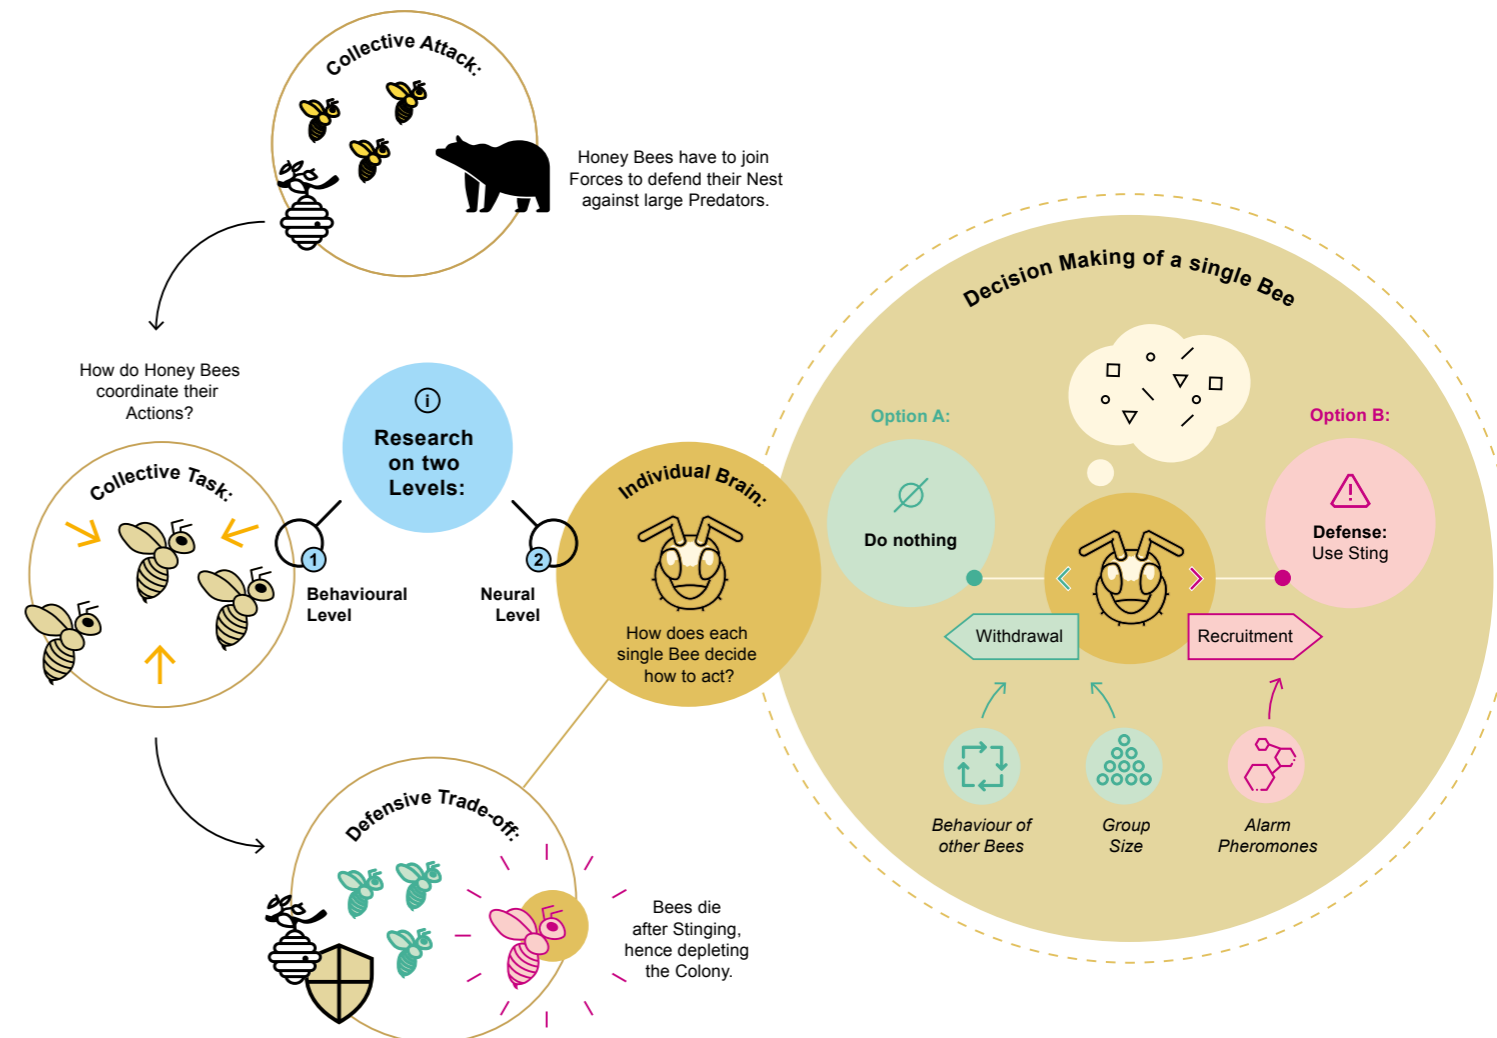 Collective Attack:
Honey Bees have to join
Forces to defend their Nest
against large Predators.
How do Honey Bees
coordinate their
Actions?
i
Research
on two
Levels:
Collective Task:
1
Behavioural
Level
2
Neural
Level
Individual Brain:
How does each
single Bee decide
how to act?
Defensive Trade-off:
Bees die
after Stinging,
hence depleting
the Colony.
Decision Making of a single Bee
Option A:
Do nothing
Option B:
Defense:
Use Sting
Withdrawal
Recruitment
Behaviour of
other Bees
Group
Size
Alarm
Pheromones